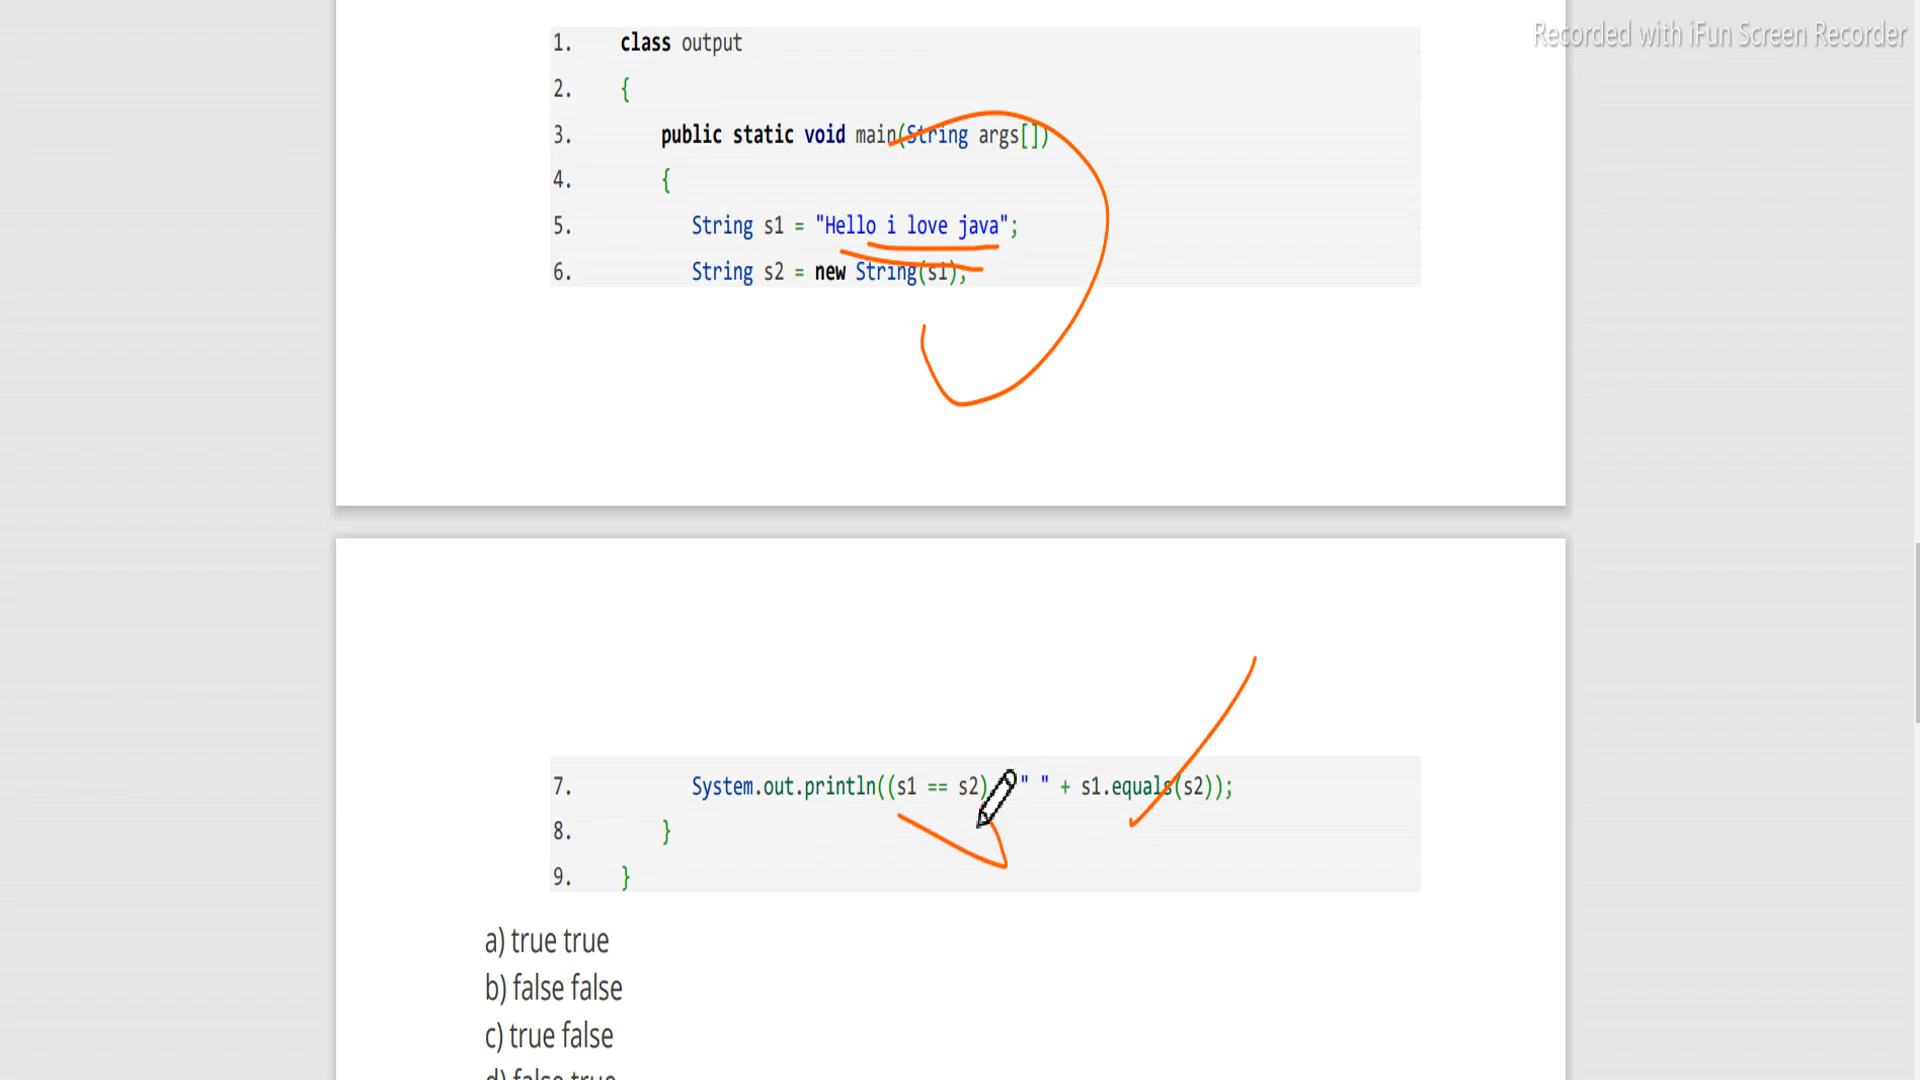 Recorded with iFun Screen Recorder
1. class output
2. {
3. public static void main(String args[])
4. {
5. String s1 = "Hello i love java";
6. String s2 = new String(s1);
7. System.out.println((s1 == s2) " " + s1.equals(s2));
8. }
9. }
a) true true
b) false false
c) true false
d) false true